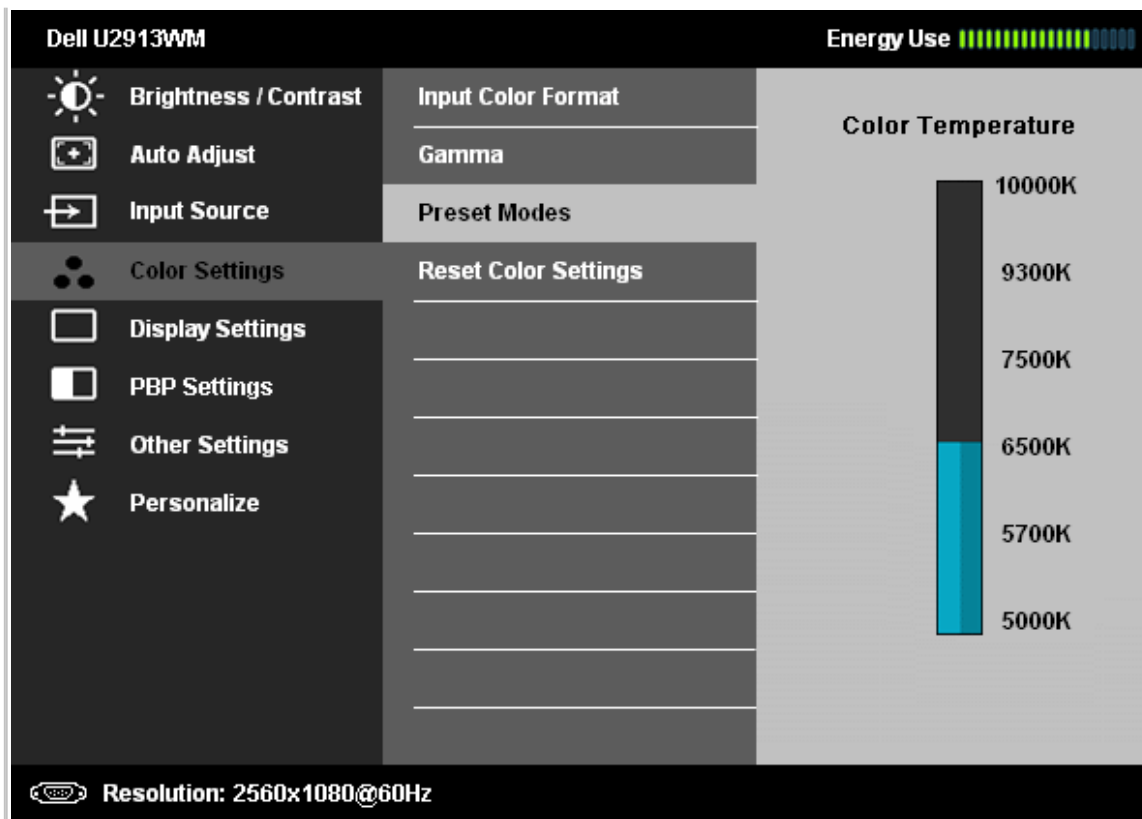 Dell U2913WM
Energy Use
Brightness / Contrast
Auto Adjust
Input Source
Color Settings
Display Settings
PBP Settings
Other Settings
Personalize
Input Color Format
Gamma
Preset Modes
Reset Color Settings
Color Temperature
10000K
9300K
7500K
6500K
5700K
5000K
Resolution: 2560x1080@60Hz